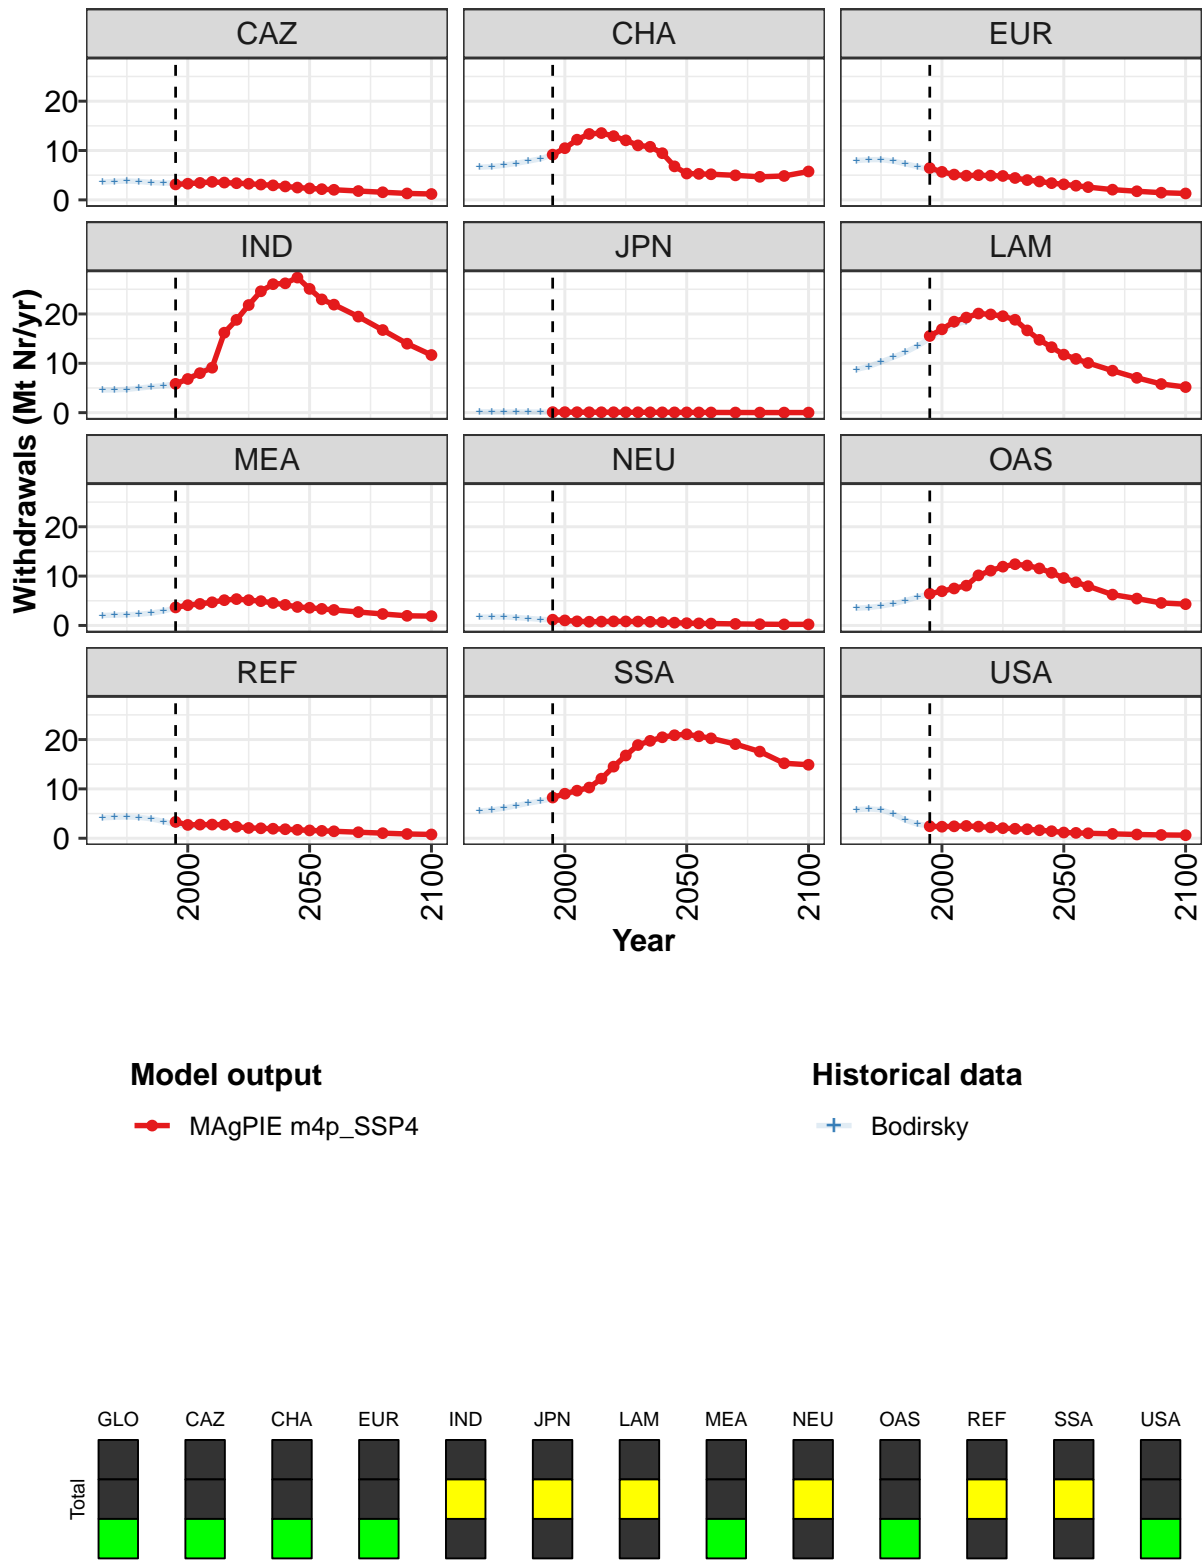 CAZ CHA EUR
20
10
0
IND JPN LAM
20
10
0
MEA NEU OAS
20
10
0
REF SSA USA
20
10
0
Withdrawals (Mt Nr/yr)
2000 2050 2100 2000 2050 2100 2000 2050 2100
Year
Model output Historical data
MAgPIE m4p_SSP4 Bodirsky
GLO CAZ CHA EUR IND JPN LAM MEA NEU OAS REF SSA USA
Total